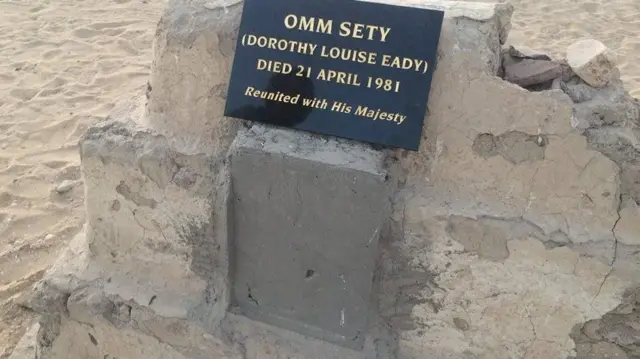 OMM SETY
(DOROTHY LOUISE EADY)
DIED 21 APRIL 1981
Reunited with His Majesty